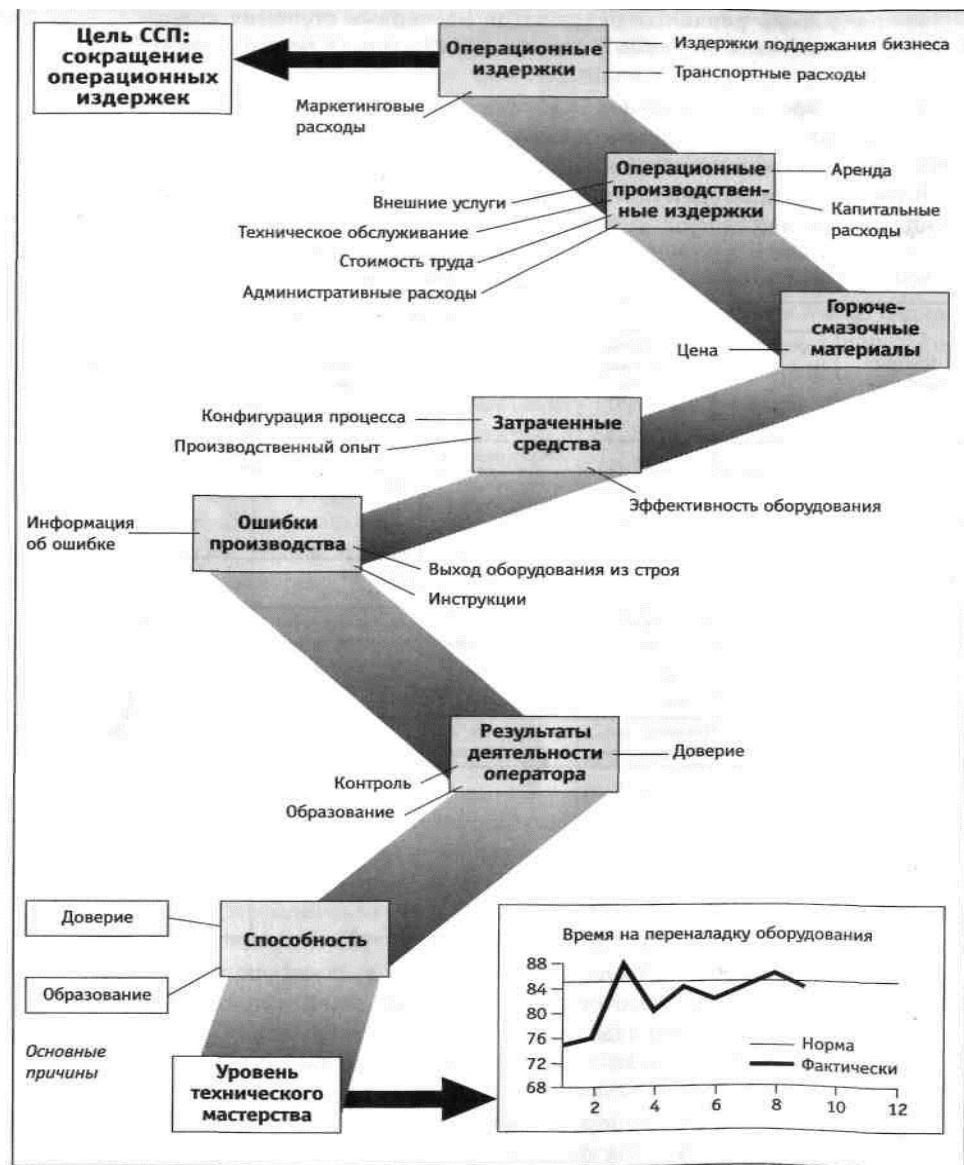 Цель ССП:
сокращение
операционных
издержек
Операционные
издержки
Издержки поддержания бизнеса
Транспортные расходы
Маркетинговые
расходы
Операционные
производствен-
ные издержки
Аренда
Капитальные
расходы
Внешние услуги
Техническое обслуживание
Стоимость труда
Административные расходы
Горюче-
смазочные
материалы
Цена
Конфигурация процесса
Производственный опыт
Затраченные
средства
Эффективность оборудования
Информация
об ошибке
Ошибки
производства
Выход оборудования из строя
Инструкции
Результаты
деятельности
оператора
Доверие
Контроль
Образование
Доверие
Способность
Образование
Основные
причины
Уровень
технического
мастерства
Время на переналадку оборудования
88
84
80
76
72
68
Норма
Фактически
2 4 6 8 10 12